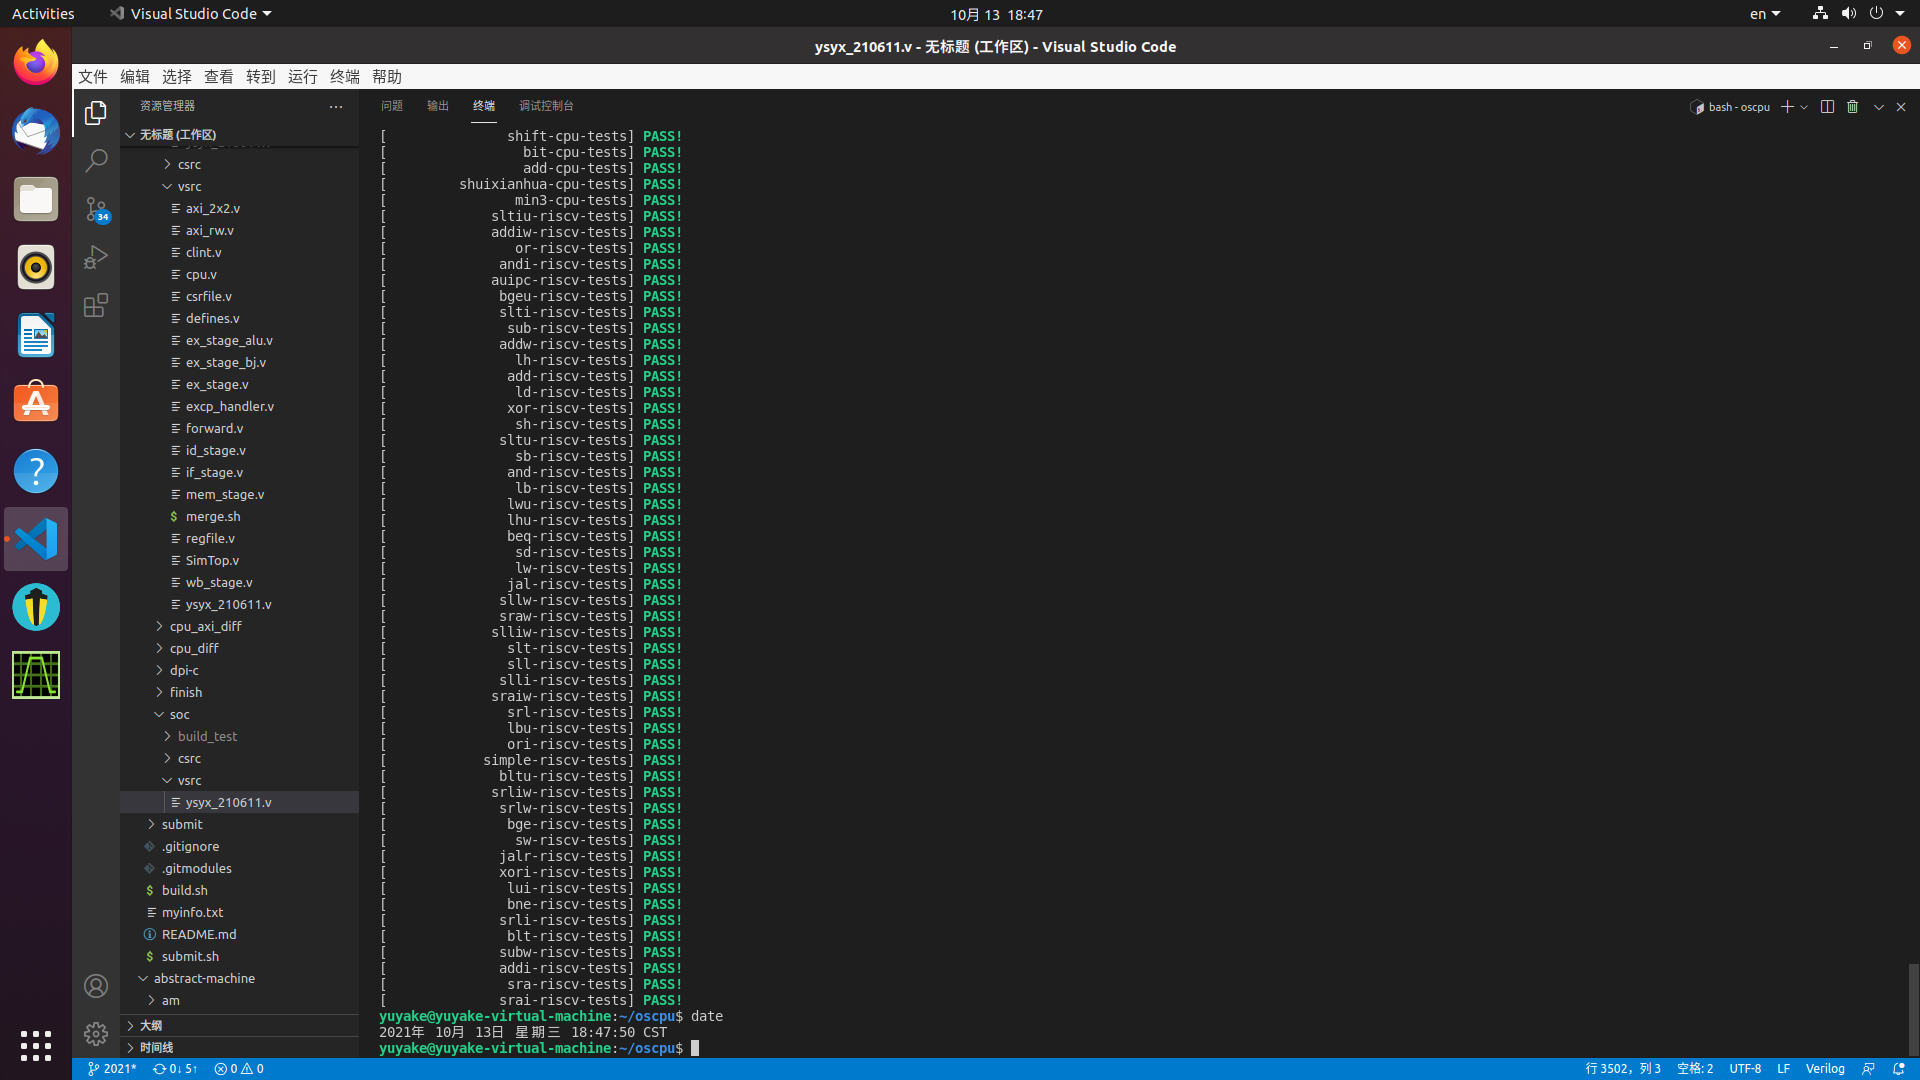 Activities
Visual Studio Code
10月 13 18:47
en
ysyx_210611.v - 无标题 (工作区) - Visual Studio Code
文件 编辑 选择 查看 转到 运行 终端 帮助
资源管理器
无标题 (工作区)
csrc
vsrc
axi_2x2.v
axi_rw.v
clint.v
cpu.v
csrfile.v
defines.v
ex_stage_alu.v
ex_stage_bj.v
ex_stage.v
excp_handler.v
forward.v
id_stage.v
if_stage.v
mem_stage.v
merge.sh
regfile.v
SimTop.v
wb_stage.v
ysyx_210611.v
cpu_axi_diff
cpu_diff
dpi-c
finish
soc
build_test
csrc
vsrc
ysyx_210611.v
submit
.gitignore
.gitmodules
build.sh
myinfo.txt
README.md
submit.sh
abstract-machine
am
大纲
时间线
34
问题 输出 终端 调试控制台
bash - oscpu
[ shift-cpu-tests] PASS!
[ bit-cpu-tests] PASS!
[ add-cpu-tests] PASS!
[ shuixianhua-cpu-tests] PASS!
[ min3-cpu-tests] PASS!
[ sltiu-riscv-tests] PASS!
[ addiw-riscv-tests] PASS!
[ or-riscv-tests] PASS!
[ andi-riscv-tests] PASS!
[ auipc-riscv-tests] PASS!
[ bgeu-riscv-tests] PASS!
[ slti-riscv-tests] PASS!
[ sub-riscv-tests] PASS!
[ addw-riscv-tests] PASS!
[ lh-riscv-tests] PASS!
[ add-riscv-tests] PASS!
[ ld-riscv-tests] PASS!
[ xor-riscv-tests] PASS!
[ sh-riscv-tests] PASS!
[ sltu-riscv-tests] PASS!
[ sb-riscv-tests] PASS!
[ and-riscv-tests] PASS!
[ lb-riscv-tests] PASS!
[ lwu-riscv-tests] PASS!
[ lhu-riscv-tests] PASS!
[ beq-riscv-tests] PASS!
[ sd-riscv-tests] PASS!
[ lw-riscv-tests] PASS!
[ jal-riscv-tests] PASS!
[ sllw-riscv-tests] PASS!
[ sraw-riscv-tests] PASS!
[ slliw-riscv-tests] PASS!
[ slt-riscv-tests] PASS!
[ sll-riscv-tests] PASS!
[ slli-riscv-tests] PASS!
[ sraiw-riscv-tests] PASS!
[ srl-riscv-tests] PASS!
[ lbu-riscv-tests] PASS!
[ ori-riscv-tests] PASS!
[ simple-riscv-tests] PASS!
[ bltu-riscv-tests] PASS!
[ srliw-riscv-tests] PASS!
[ srlw-riscv-tests] PASS!
[ bge-riscv-tests] PASS!
[ sw-riscv-tests] PASS!
[ jalr-riscv-tests] PASS!
[ xori-riscv-tests] PASS!
[ lui-riscv-tests] PASS!
[ bne-riscv-tests] PASS!
[ srli-riscv-tests] PASS!
[ blt-riscv-tests] PASS!
[ subw-riscv-tests] PASS!
[ addi-riscv-tests] PASS!
[ sra-riscv-tests] PASS!
[ srai-riscv-tests] PASS!
yuyake@yuyake-virtual-machine:~/oscpu$ date
2021年 10月 13日 星期三 18:47:50 CST
yuyake@yuyake-virtual-machine:~/oscpu$
2021* 0↓ 5↑ 0 0
行 3502，列 3 空格: 2 UTF-8 LF Verilog